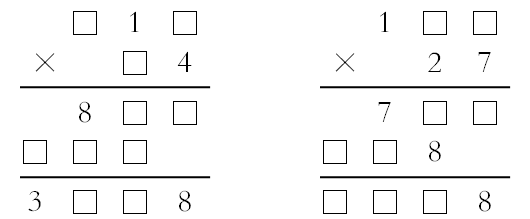 □ 1 □ 1 □ □
× □ 4 × 2 7
8 □ □ 7 □ □
□ □ □ □ □ 8
3 □ □ 8 □ □ □ 8